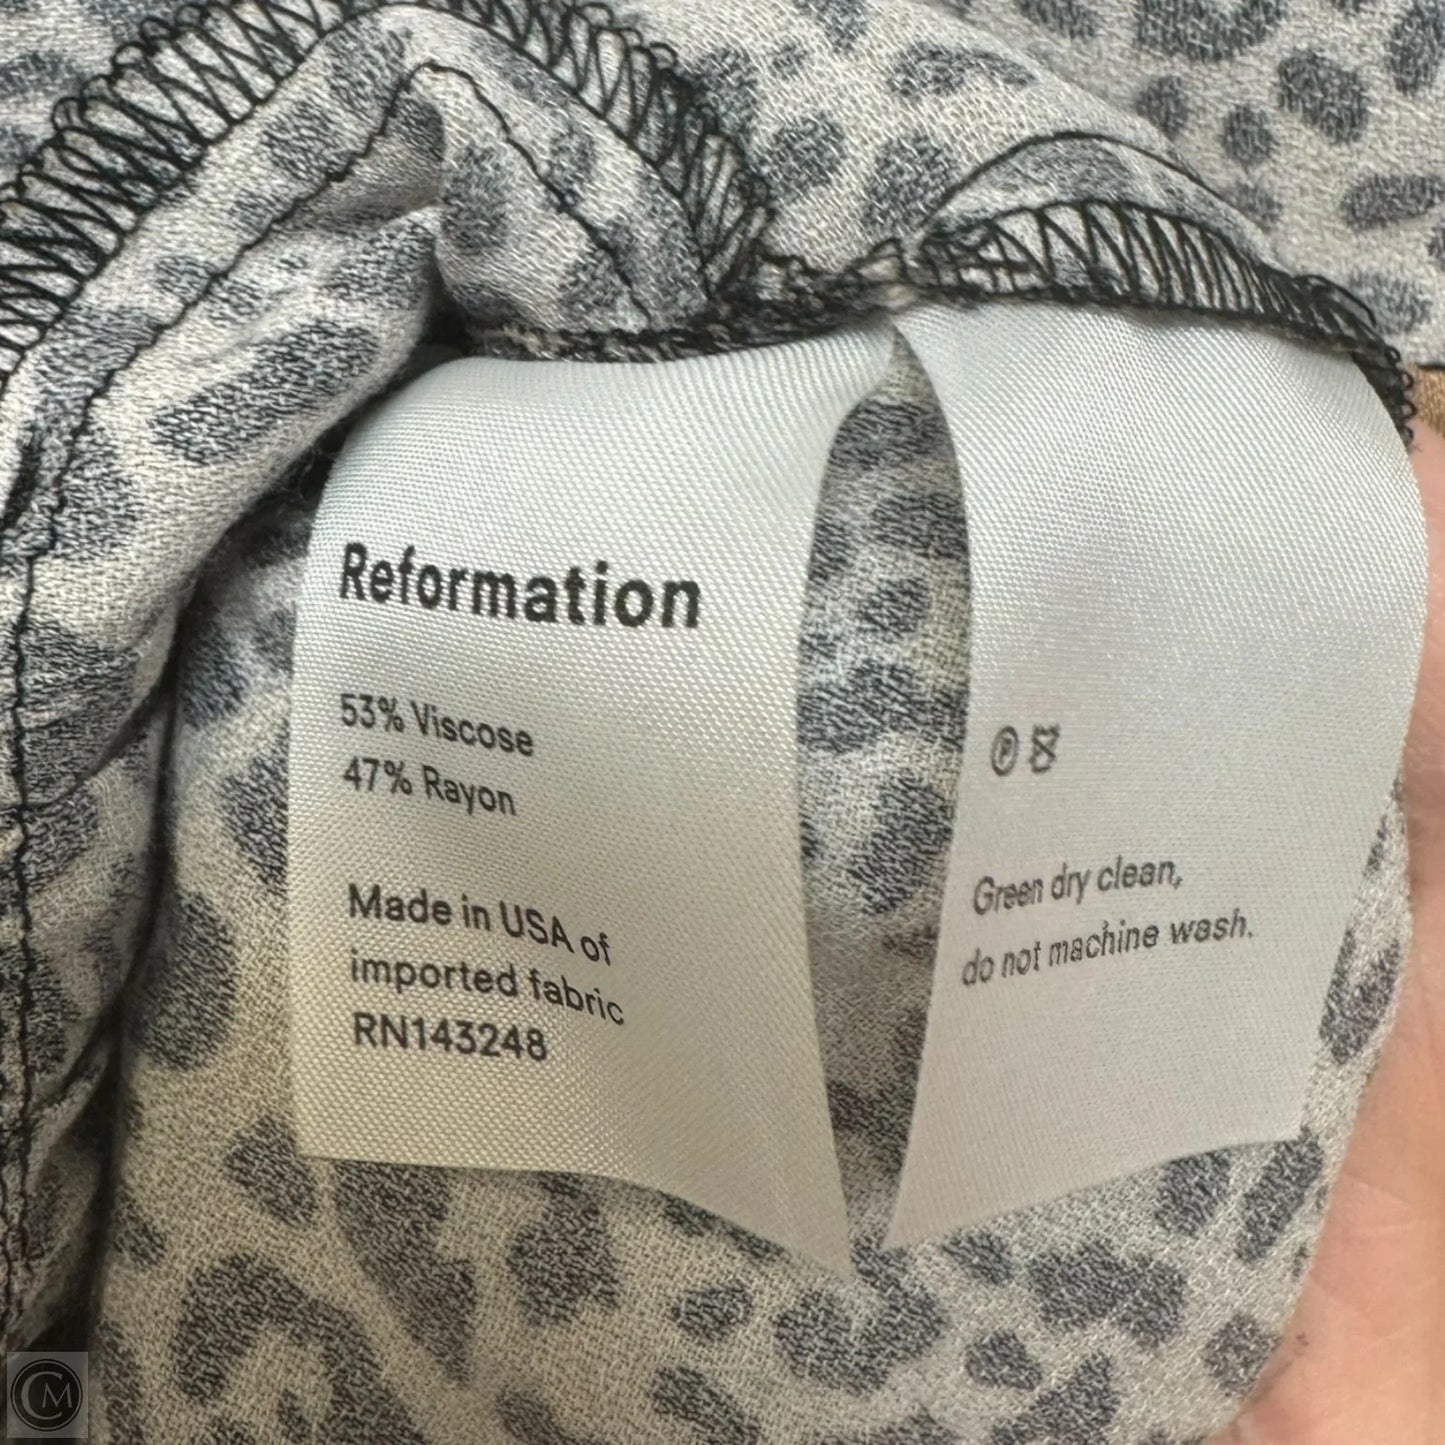 Reformation
53% Viscose
47% Rayon
Made in USA of
imported fabric
RN143248
P
Green dry clean,
do not machine wash.
CM